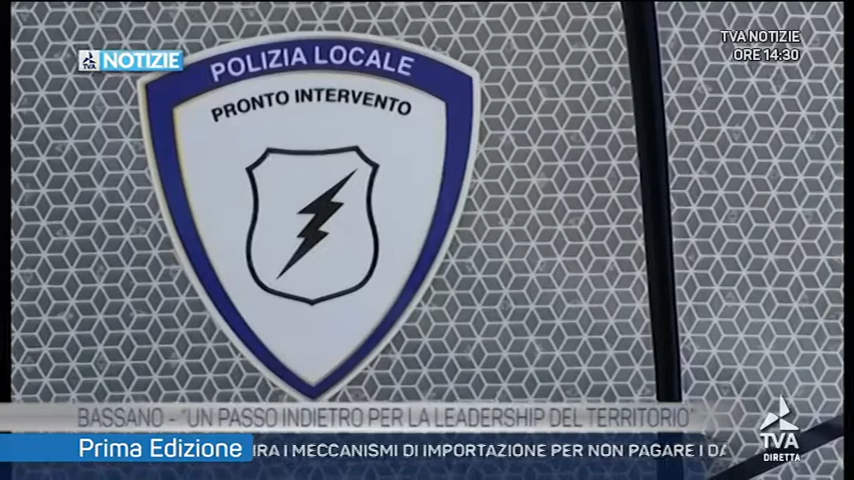 TVA NOTIZIE
TVA NOTIZIE
ORE 14:30
POLIZIA LOCALE
PRONTO INTERVENTO
BASSANO - "UN PASSO INDIETRO PER LA LEADERSHIP DEL TERRITORIO"
Prima Edizione
I MECCANISMI DI IMPORTAZIONE PER NON PAGARE I
TVA
DIRETTA